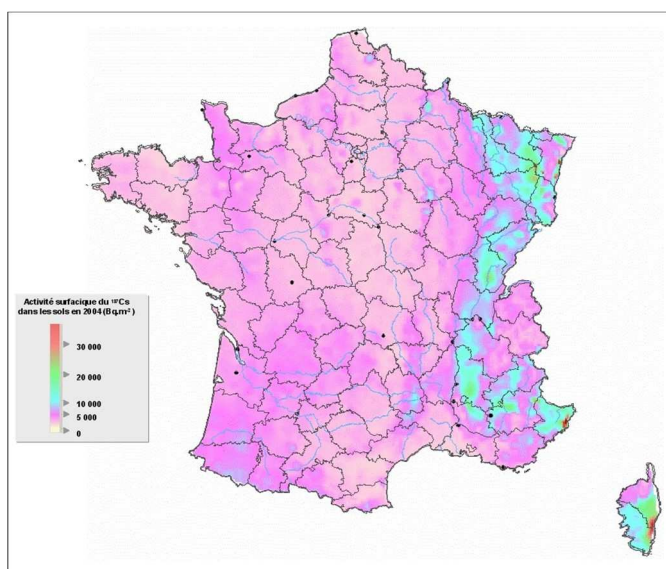 Activité surfacique du ¹³⁷Cs
dans les sols en 2004 (Bq.m⁻²)
30 000
20 000
10 000
5 000
0